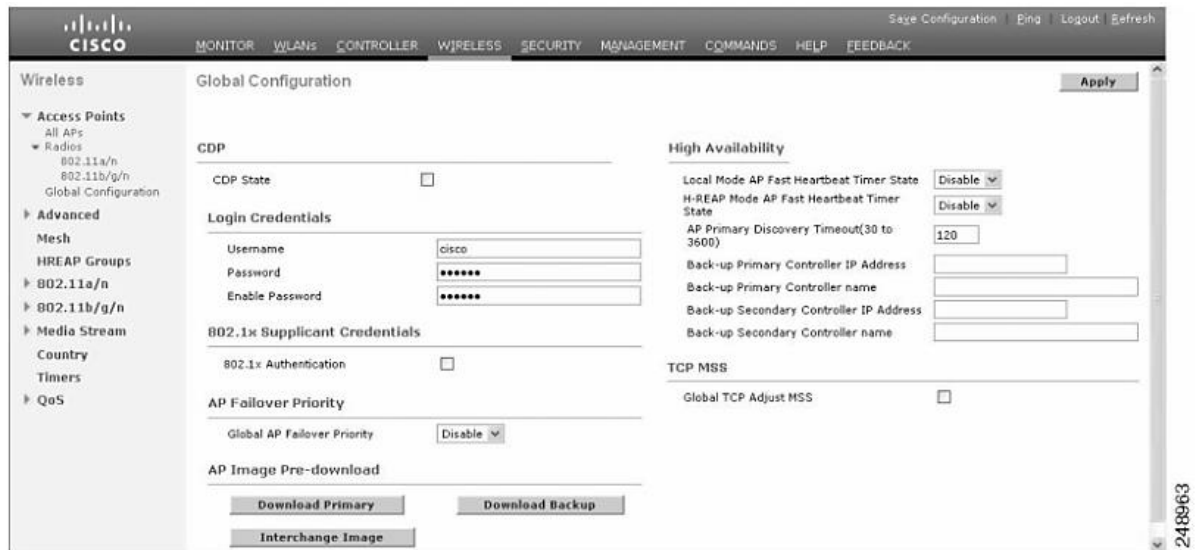 Save Configuration | Ping | Logout | Refresh
CISCO
MONITOR WLANs CONTROLLER WIRELESS SECURITY MANAGEMENT COMMANDS HELP FEEDBACK
Wireless
Access Points
All APs
Radios
802.11a/n
802.11b/g/n
Global Configuration
Advanced
Mesh
HREAP Groups
802.11a/n
802.11b/g/n
Media Stream
Country
Timers
QoS
Global Configuration
Apply
CDP
CDP State
Login Credentials
Username cisco
Password ••••••
Enable Password ••••••
802.1x Supplicant Credentials
802.1x Authentication
AP Failover Priority
Global AP Failover Priority Disable
AP Image Pre-download
Download Primary Download Backup
Interchange Image
High Availability
Local Mode AP Fast Heartbeat Timer State Disable
H-REAP Mode AP Fast Heartbeat Timer
State Disable
AP Primary Discovery Timeout(30 to
3600) 120
Back-up Primary Controller IP Address
Back-up Primary Controller name
Back-up Secondary Controller IP Address
Back-up Secondary Controller name
TCP MSS
Global TCP Adjust MSS
248963